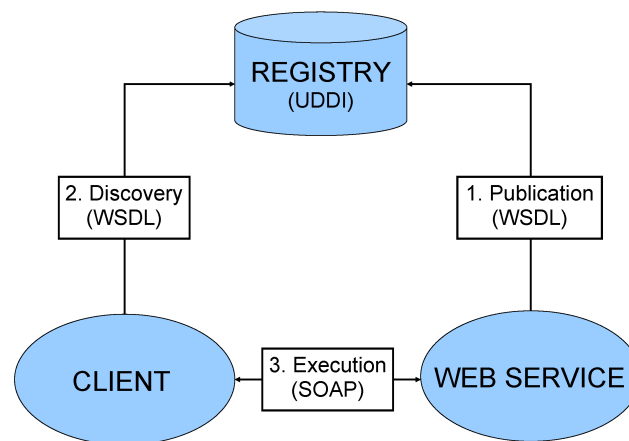 REGISTRY
(UDDI)
2. Discovery
(WSDL)
1. Publication
(WSDL)
CLIENT
3. Execution
(SOAP)
WEB SERVICE